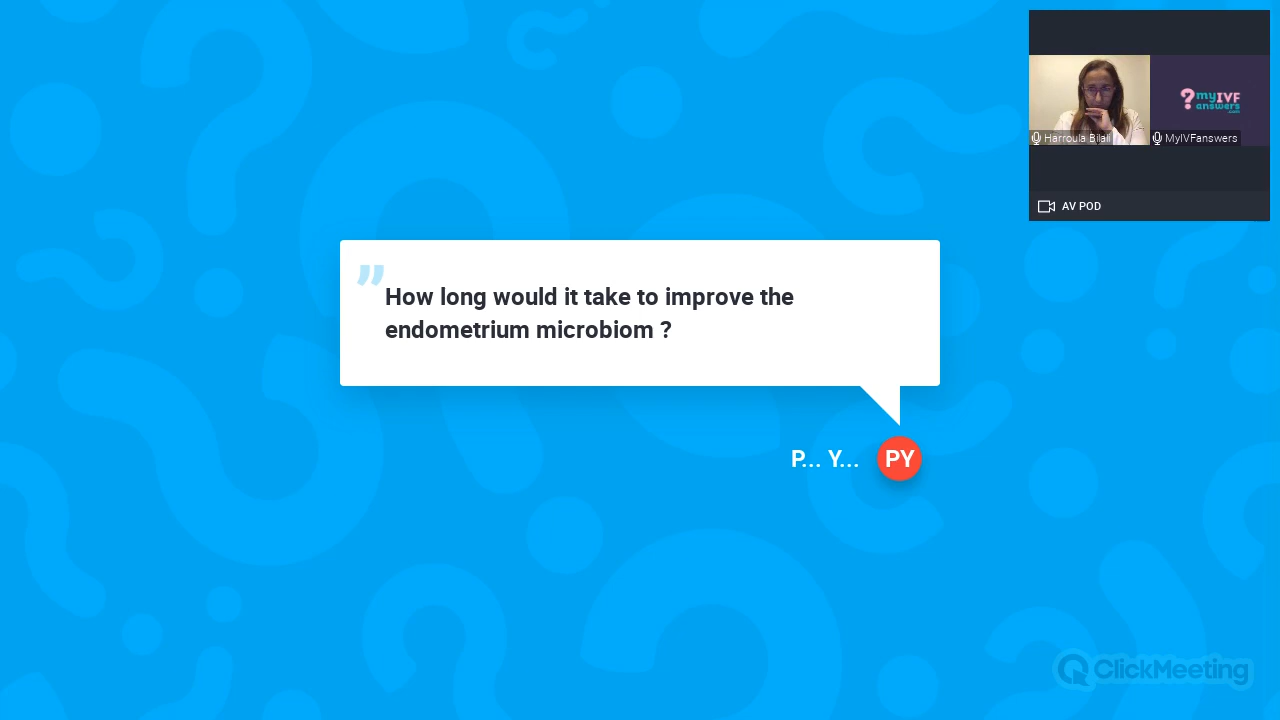 How long would it take to improve the
endometrium microbiom ?
P... Y...
PY
Harroula Bilali
MyIVFanswers
?myIVF
answers
.com
AV POD
ClickMeeting